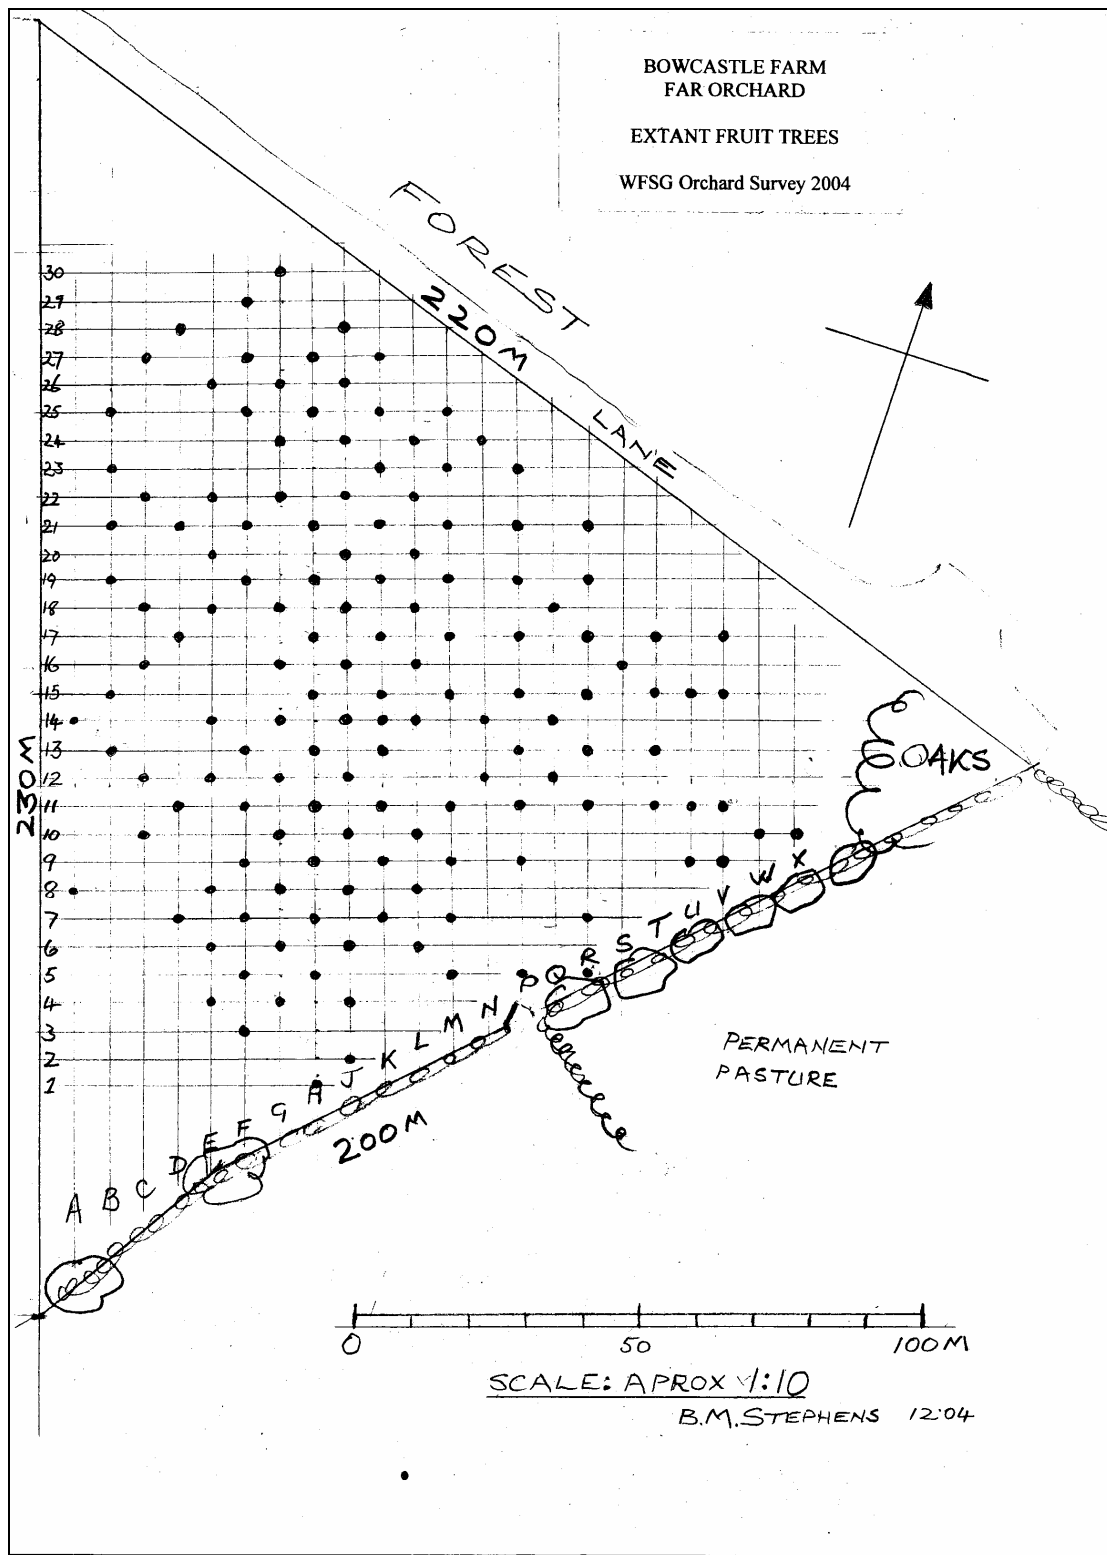 BOWCASTLE FARM
FAR ORCHARD
EXTANT FRUIT TREES
WFSG Orchard Survey 2004
FOREST
220M
LANE
30
29
28
27
26
25
24
23
22
21
20
19
18
17
16
15
14
13
12
11
10
9
8
7
6
5
4
3
2
1
230M
OAKS
A B C D E F G H J K L M N P Q R S T U V W X
200M
PERMANENT
PASTURE
0 50 100M
SCALE: APROX 1:10
B.M.STEPHENS 12.04